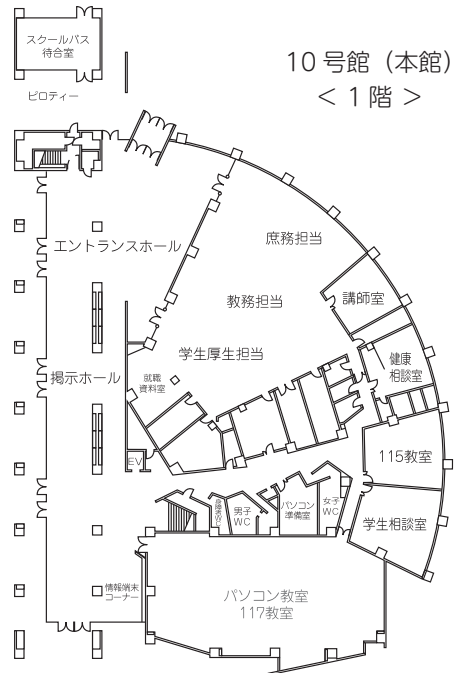 スクールバス
待合室
10号館（本館）
＜１階＞
ピロティー
エントランスホール
庶務担当
教務担当
講師室
学生厚生担当
健康
相談室
掲示ホール
就職
資料室
115教室
EV
学生相談室
身障者WC
男子
WC
パソコン
準備室
女子
WC
情報端末
コーナー
パソコン教室
117教室